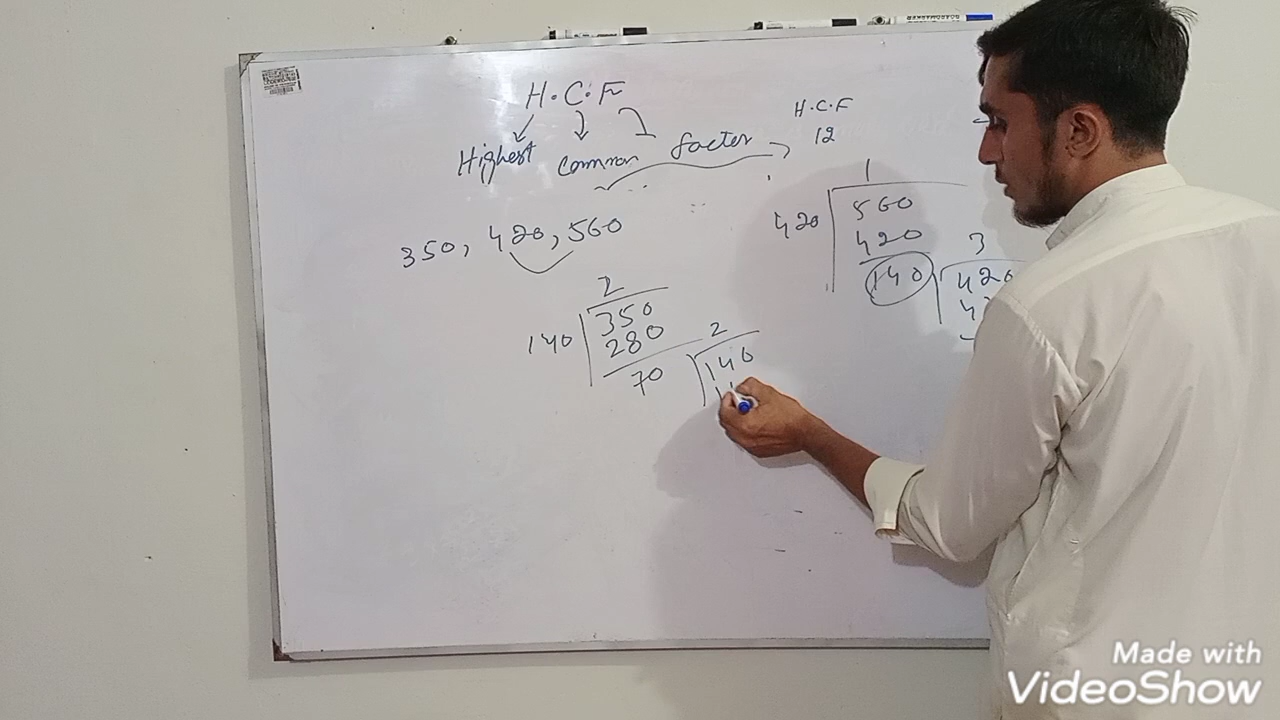 H.C.F
Highest Common factor
H.C.F
12
350, 420, 560
1
420 560
420
140
3
420
2
140 350
280
70
2
140
Made with
VideoShow